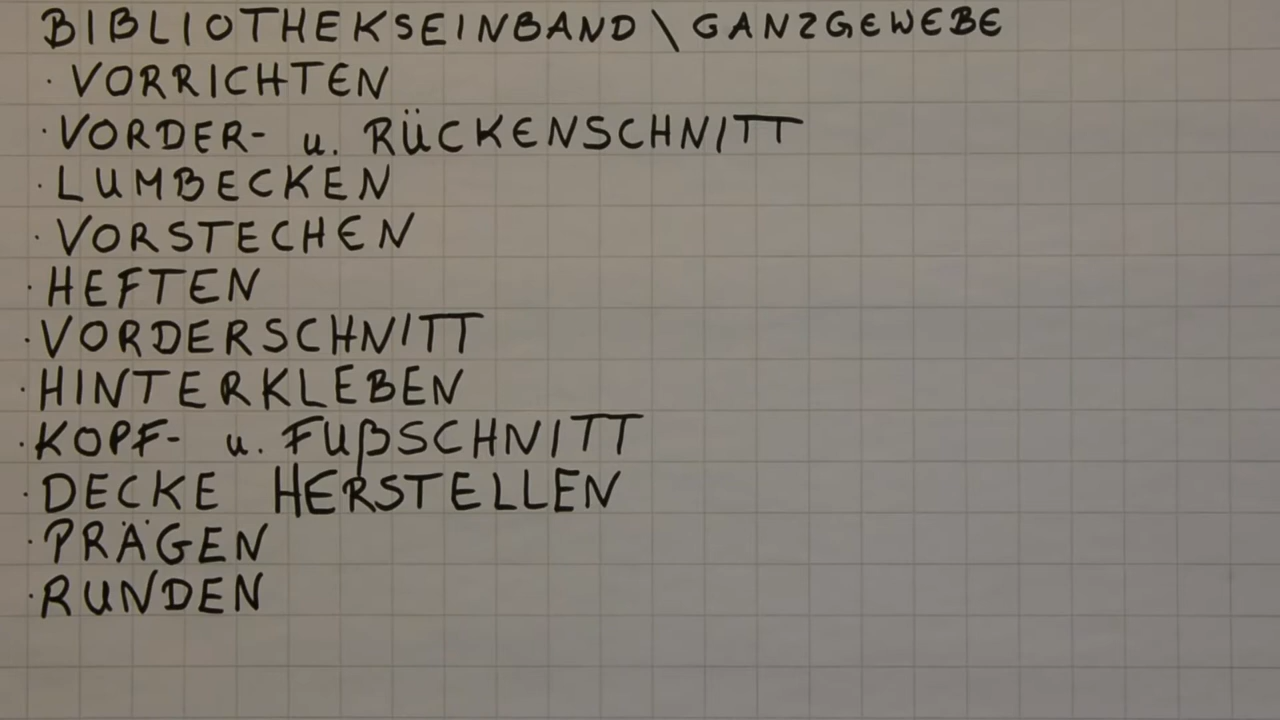 BIBLIOTHEKSEINBAND \ GANZGEWEBE
· VORRICHTEN
· VORDER- u. RÜCKENSCHNITT
· LUMBECKEN
· VORSTECHEN
· HEFTEN
· VORDERSCHNITT
· HINTERKLEBEN
· KOPF- u. FUßSCHNITT
· DECKE HERSTELLEN
· PRÄGEN
· RUNDEN